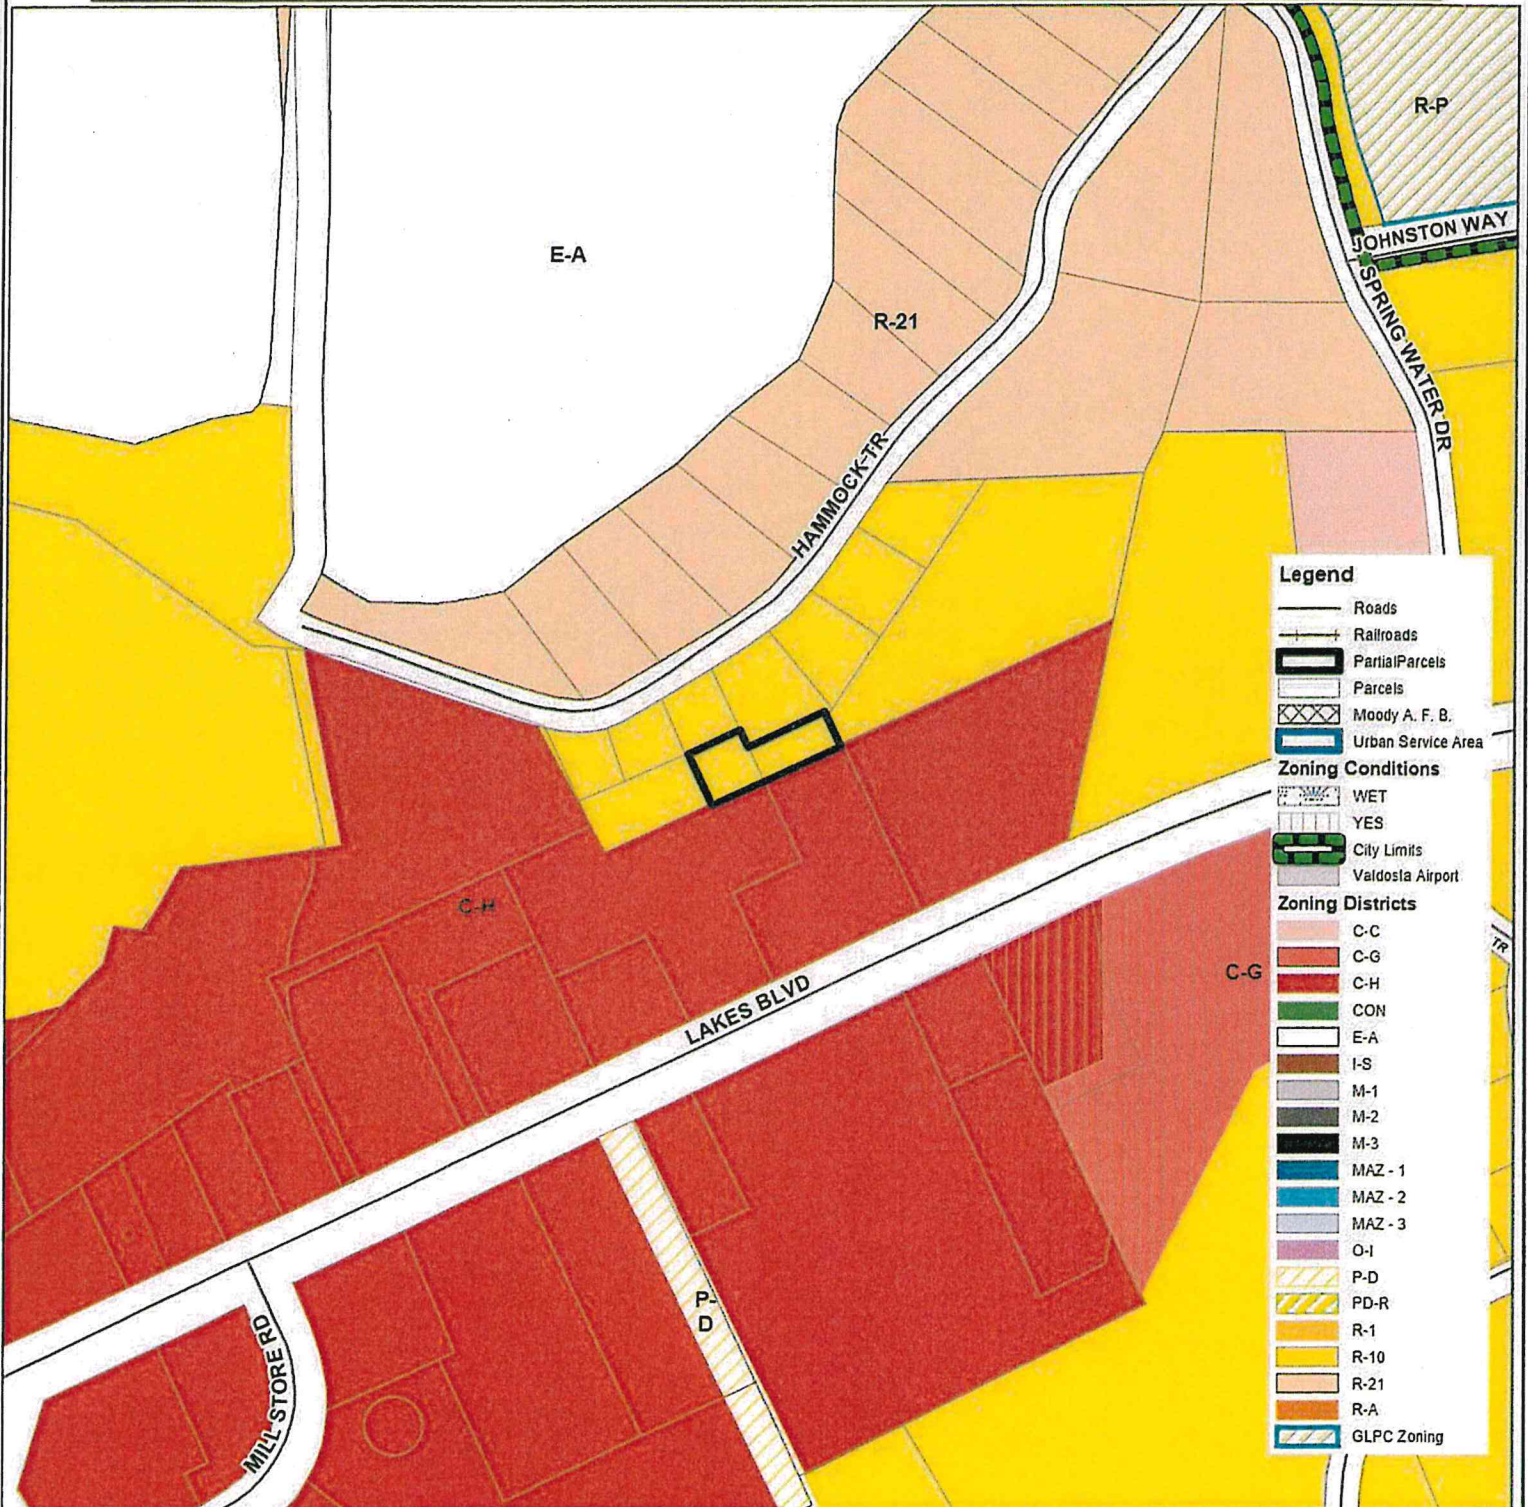 R-P
JOHNSTON WAY
E-A
SPRING WATER DR
R-21
HAMMOCK TR
Legend
Roads
Railroads
PartialParcels
Parcels
Moody A. F. B.
Urban Service Area
Zoning Conditions
WET
YES
City Limits
Valdosta Airport
Zoning Districts
C-C
C-G
C-H
CON
E-A
I-S
M-1
M-2
M-3
MAZ - 1
MAZ - 2
MAZ - 3
O-I
P-D
PD-R
R-1
R-10
R-21
R-A
GLPC Zoning
C-H
TR
C-G
LAKES BLVD
P-
D
MILL STORE RD